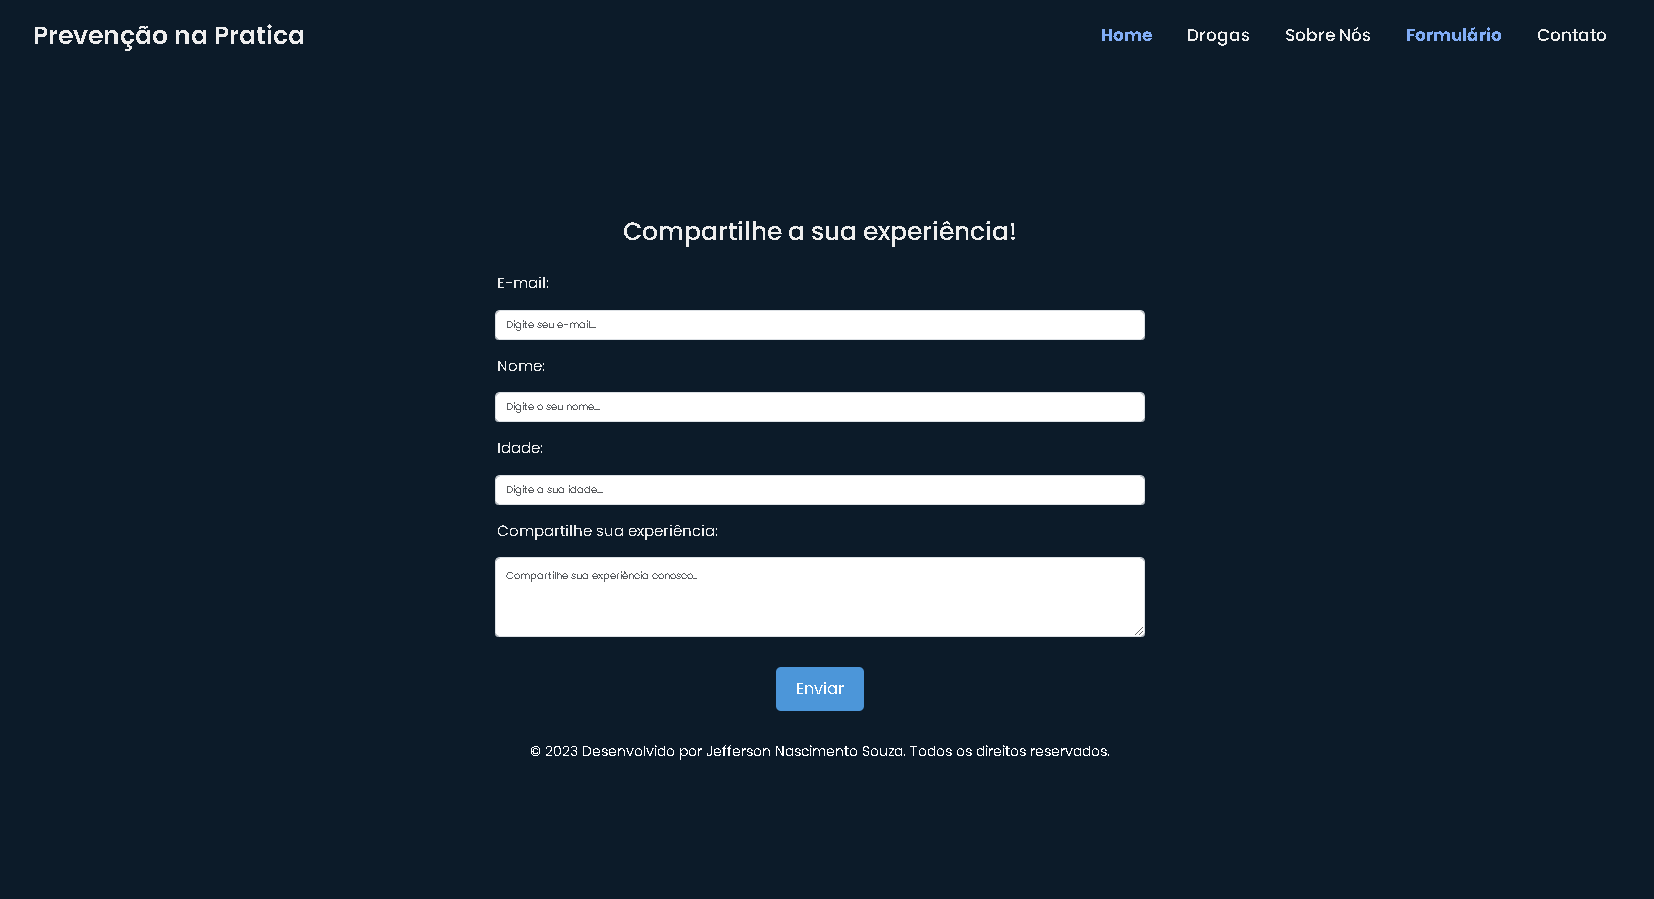 Prevenção na Pratica
Home Drogas Sobre Nós Formulário Contato
Compartilhe a sua experiência!
E-mail:
Digite seu e-mail...
Nome:
Digite o seu nome...
Idade:
Digite a sua idade...
Compartilhe sua experiência:
Compartilhe sua experiência conosco...
Enviar
© 2023 Desenvolvido por Jefferson Nascimento Souza. Todos os direitos reservados.